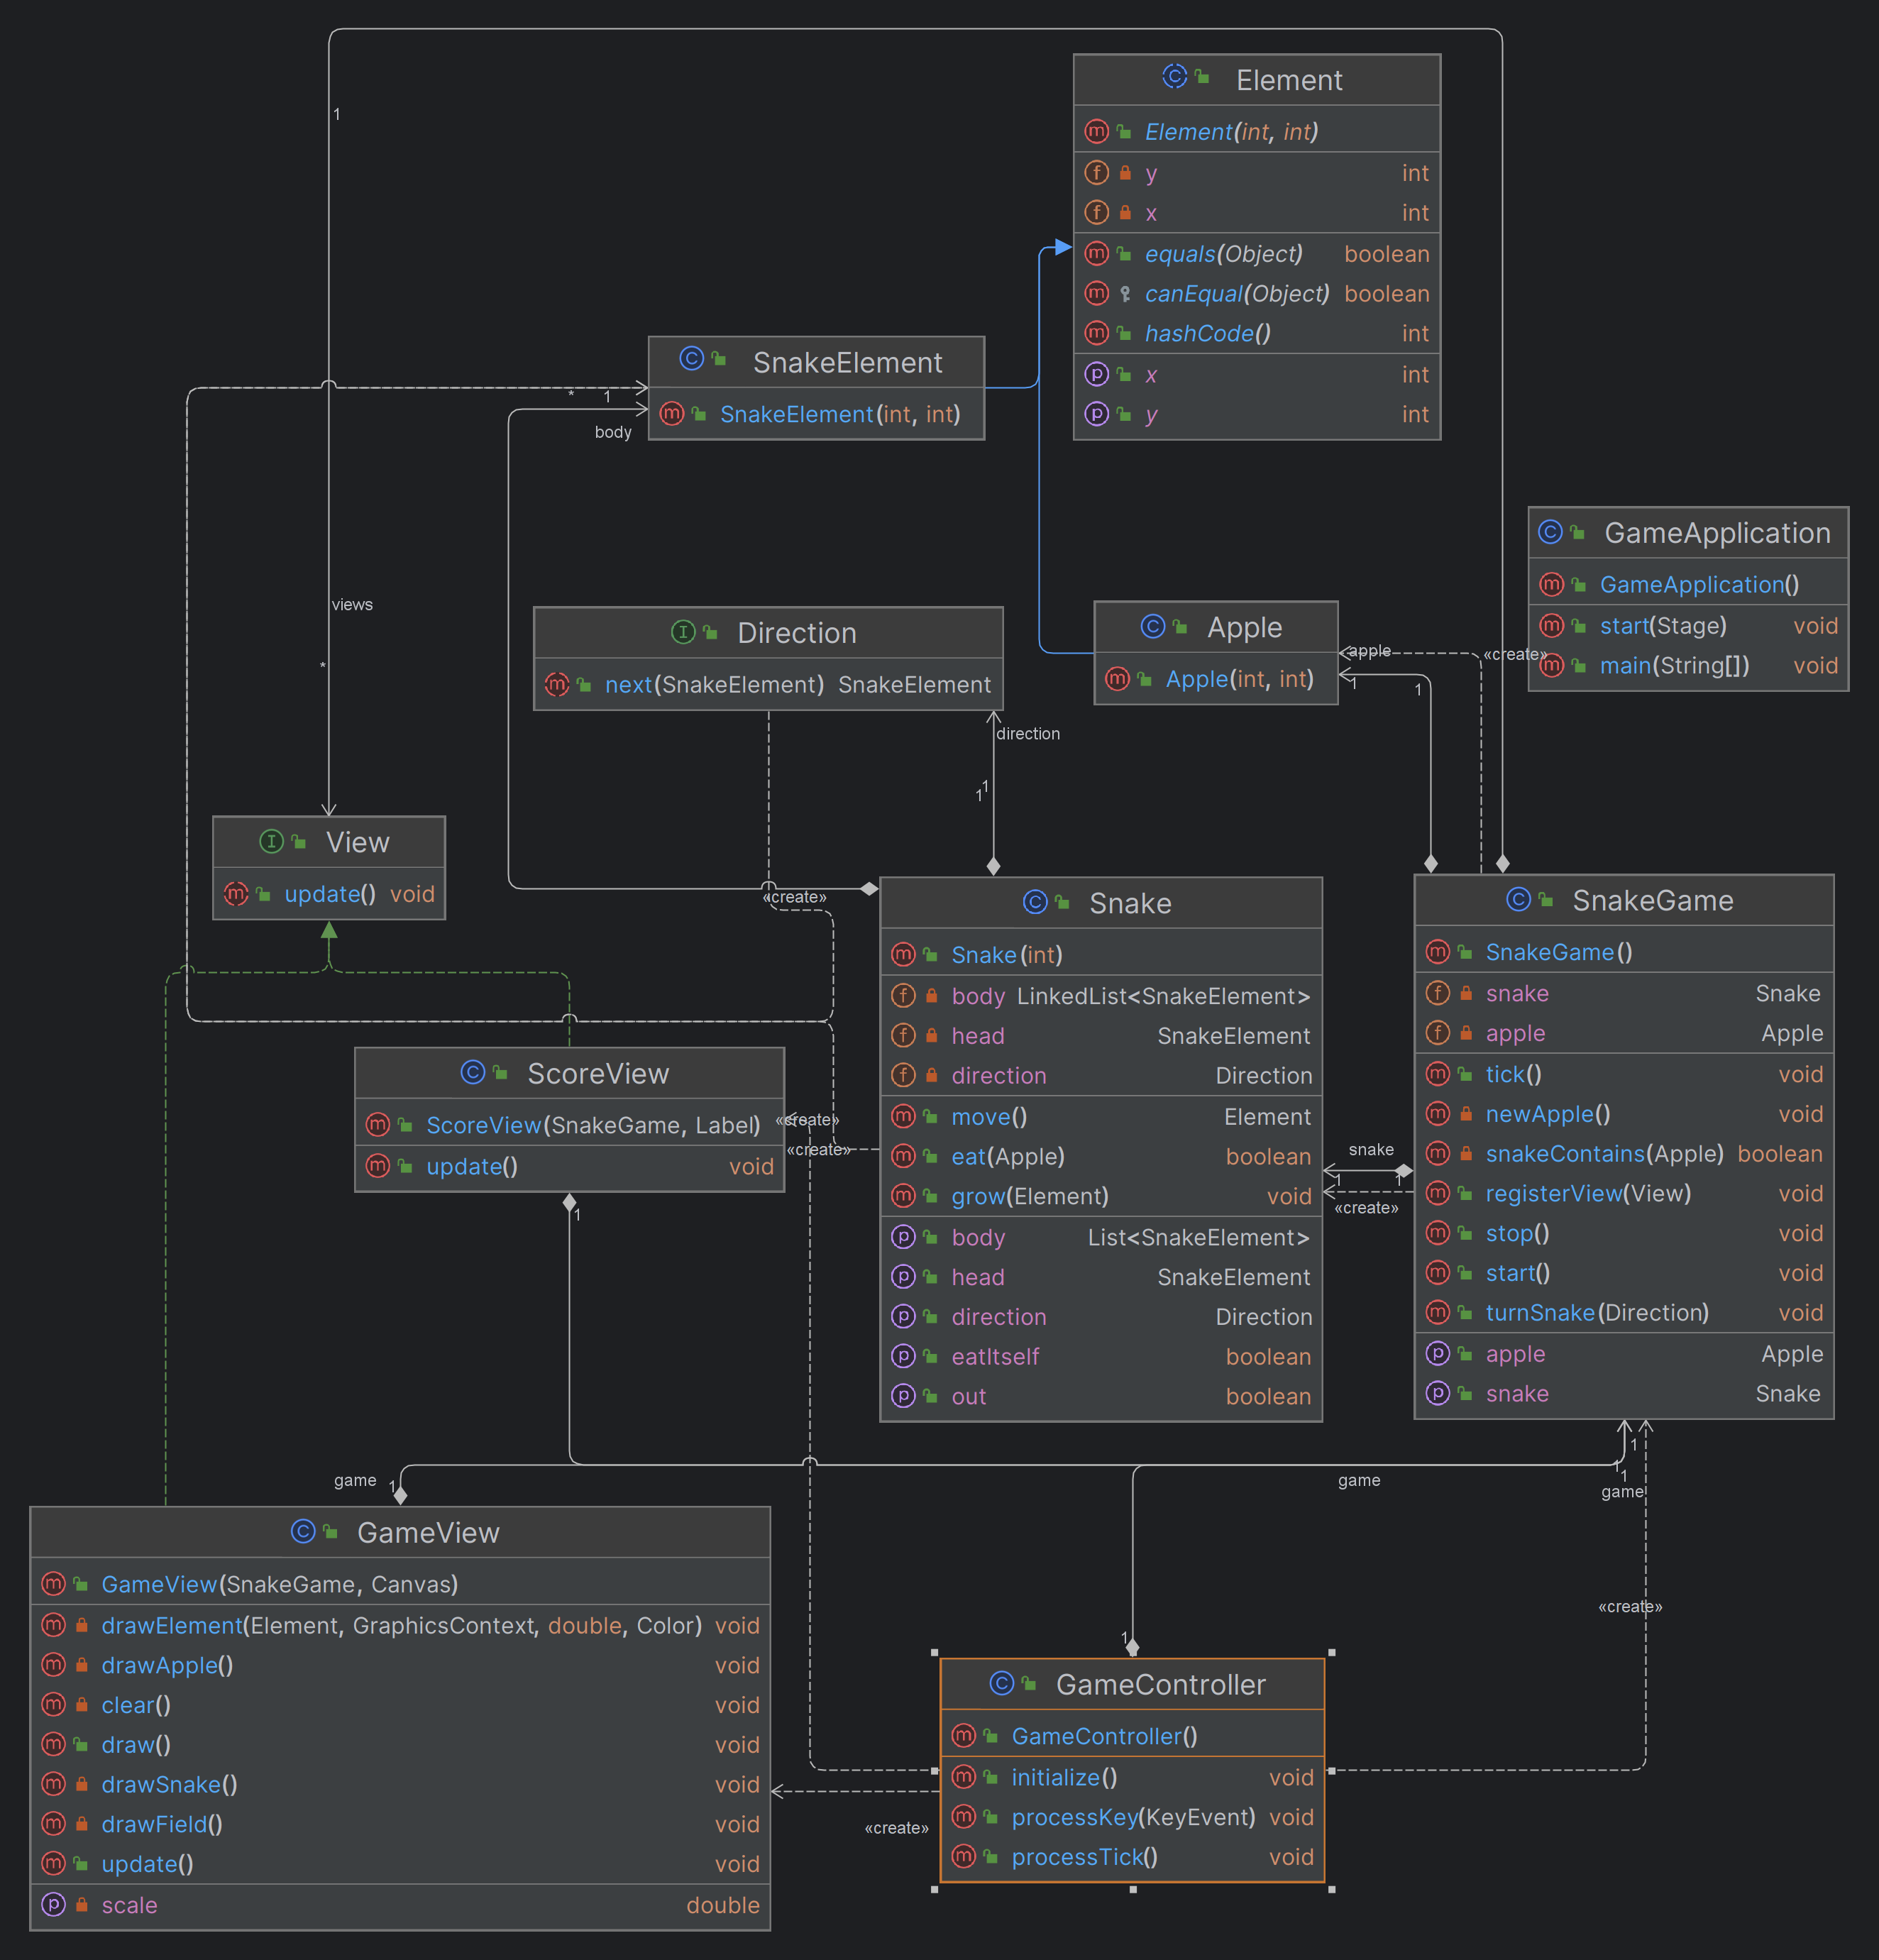 1
Element
Element(int, int)
y int
x int
equals(Object) boolean
canEqual(Object) boolean
hashCode() int
x int
y int
SnakeElement
SnakeElement(int, int)
* 1
body
GameApplication
GameApplication()
start(Stage) void
main(String[]) void
views
*
Direction
next(SnakeElement) SnakeElement
Apple
Apple(int, int)
apple
«create»
1 1
direction
1
1
View
update() void
«create»
Snake
Snake(int)
body LinkedList<SnakeElement>
head SnakeElement
direction Direction
move() Element
eat(Apple) boolean
grow(Element) void
body List<SnakeElement>
head SnakeElement
direction Direction
eatItself boolean
out boolean
SnakeGame
SnakeGame()
snake Snake
apple Apple
tick() void
newApple() void
snakeContains(Apple) boolean
registerView(View) void
stop() void
start() void
turnSnake(Direction) void
apple Apple
snake Snake
snake
1 1
«create»
ScoreView
ScoreView(SnakeGame, Label)
update() void
«create»
«create»
1
game 1
game
1
1
1
game
GameView
GameView(SnakeGame, Canvas)
drawElement(Element, GraphicsContext, double, Color) void
drawApple() void
clear() void
draw() void
drawSnake() void
drawField() void
update() void
scale double
«create»
1
GameController
GameController()
initialize() void
processKey(KeyEvent) void
processTick() void
«create»